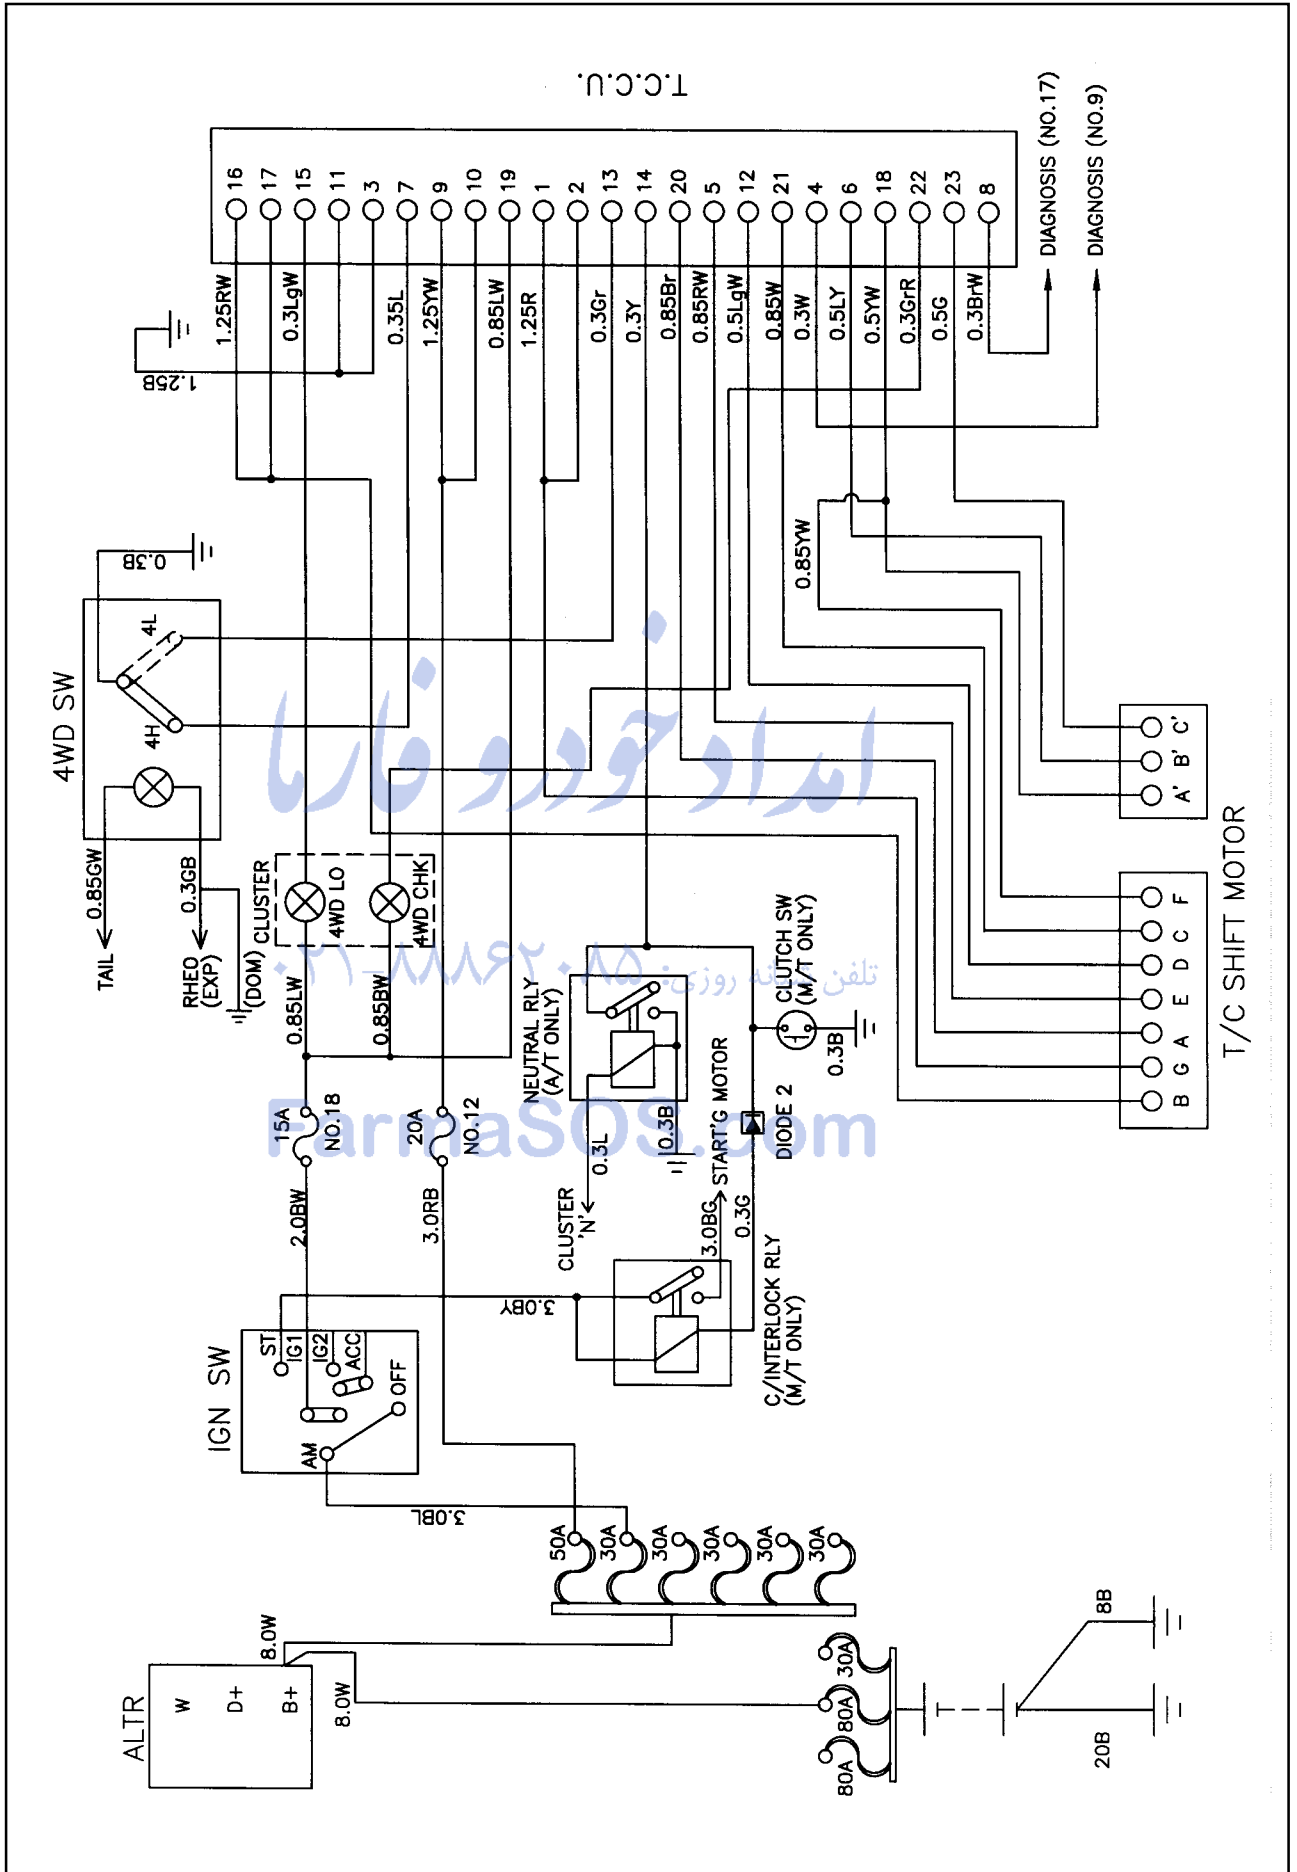 T.C.C.U.
16
17
15
11
3
7
9
10
19
1
2
13
14
20
5
12
21
4
6
18
22
23
8
DIAGNOSIS (NO.17)
DIAGNOSIS (NO.9)
1.25RW
0.3LgW
0.35L
1.25YW
0.85LW
1.25R
0.3Gr
0.3Y
0.85Br
0.85RW
0.5LgW
0.85W
0.3W
0.5LY
0.5YW
0.3GrR
0.5G
0.3BrW
1.25B
0.85YW
4WD SW
0.3B
4L
4H
0.85GW
TAIL
0.3GB
RHEO
(EXP)
(DOM)
CLUSTER
4WD LO
4WD CHK
0.85LW
0.85BW
15A
NO.18
20A
NO.12
2.0BW
3.0RB
NEUTRAL RLY
(A/T ONLY)
0.3L
0.3B
CLUSTER
'N'
CLUTCH SW
(M/T ONLY)
0.3B
DIODE 2
START'G MOTOR
3.0BG
0.3G
C/INTERLOCK RLY
(M/T ONLY)
3.0BY
IGN SW
ST
IG1
IG2
ACC
OFF
AM
3.0BL
50A
30A
30A
30A
30A
30A
ALTR
W
D+
B+
8.0W
8.0W
80A
80A
30A
20B
8B
A'
B'
C'
B
G
A
E
D
C
F
T/C SHIFT MOTOR
امداد خودرو فارما
تلفن شبانه روزی: ۸۸۸۶۲۰۸۵-۰۲۱
FarmaSOS.com